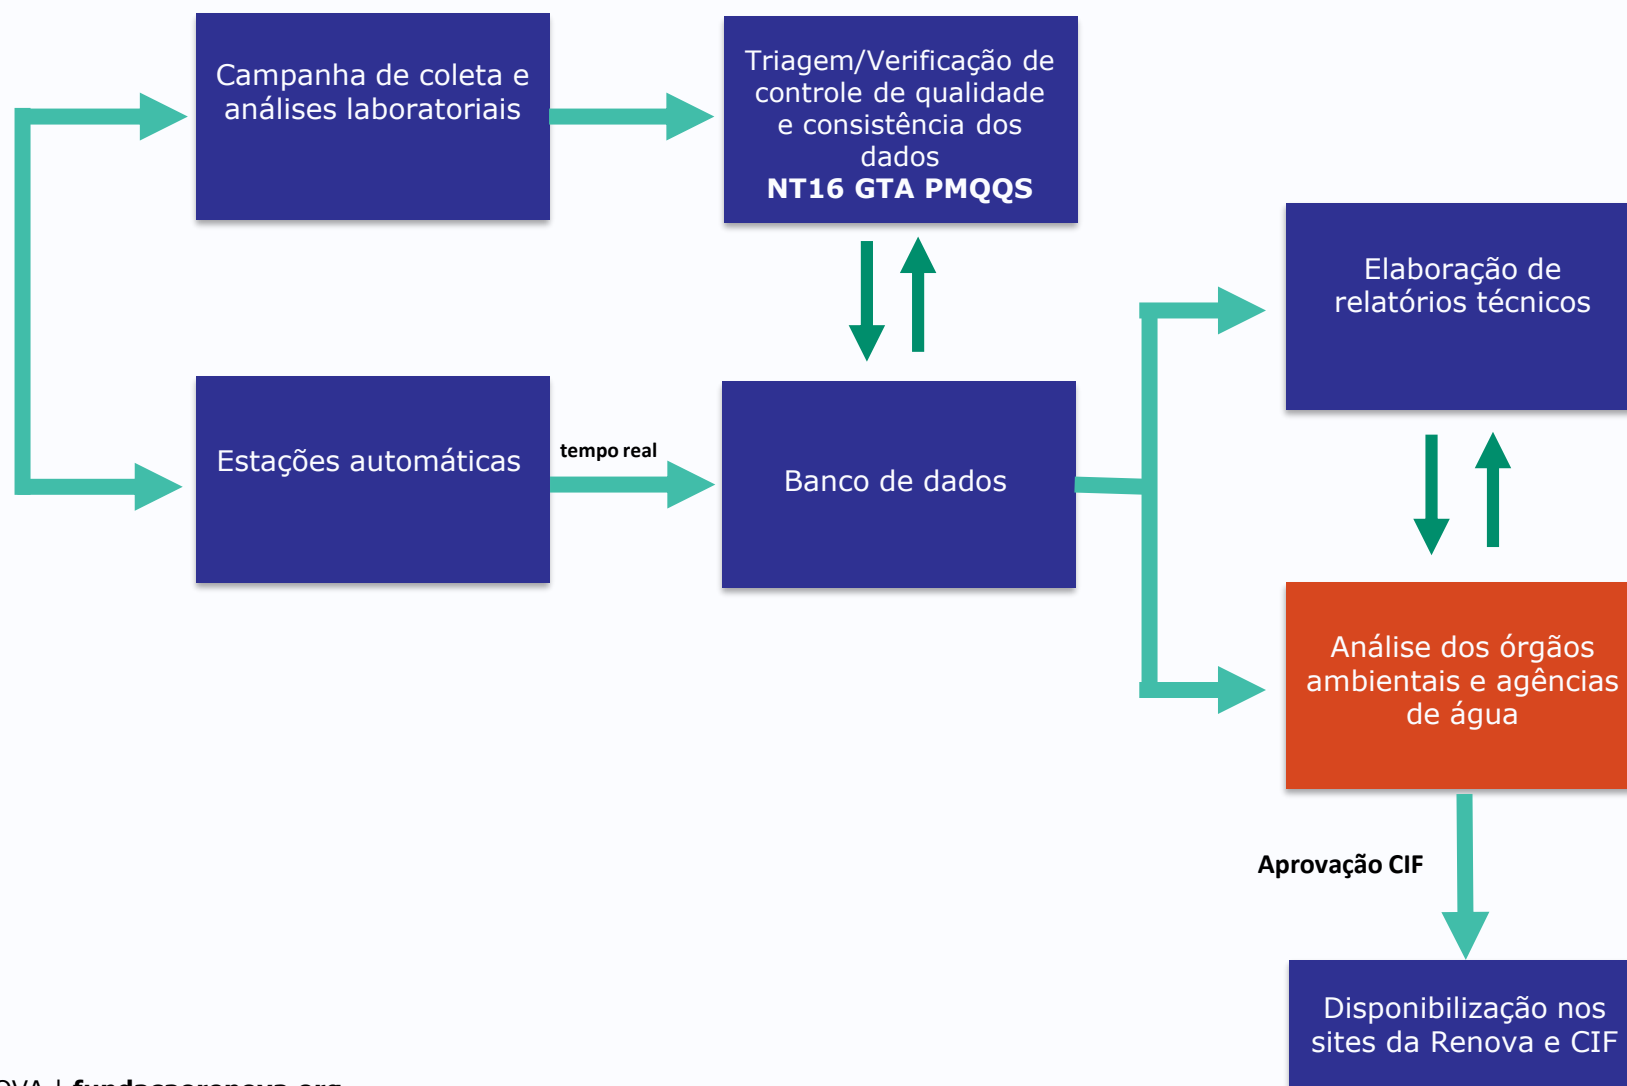 Campanha de coleta e
análises laboratoriais
Triagem/Verificação de
controle de qualidade
e consistência dos
dados
NT16 GTA PMQQS
Elaboração de
relatórios técnicos
Estações automáticas
tempo real
Banco de dados
Análise dos órgãos
ambientais e agências
de água
Aprovação CIF
Disponibilização nos
sites da Renova e CIF